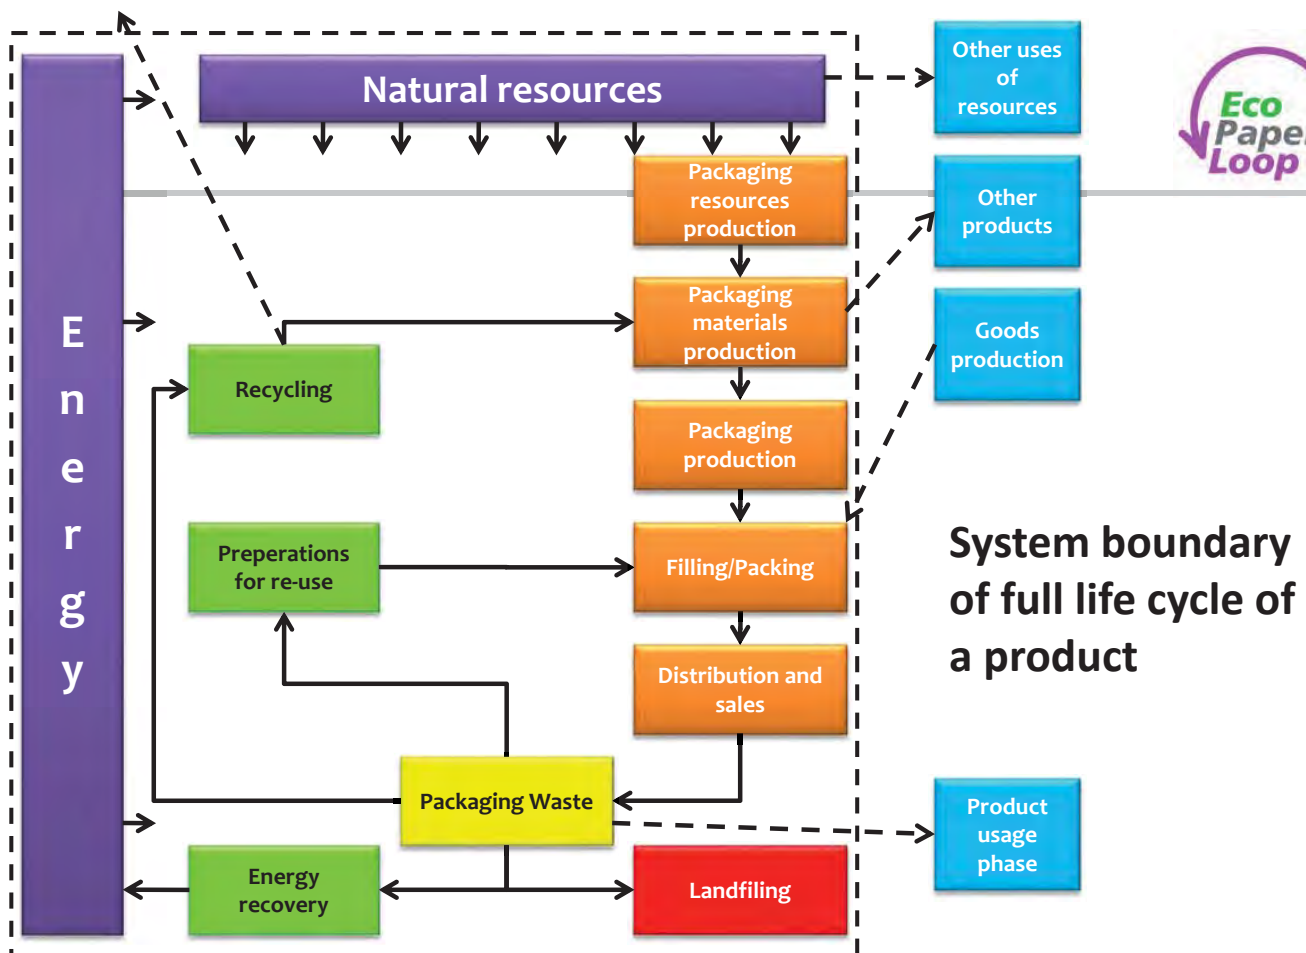 Natural resources
Other uses
of
resources
Eco
Paper
Loop
Packaging
resources
production
Other
products
Energy
Packaging
materials
production
Goods
production
Recycling
Packaging
production
Preperations
for re-use
Filling/Packing
System boundary
of full life cycle of
a product
Distribution and
sales
Packaging Waste
Product
usage
phase
Energy
recovery
Landfiling